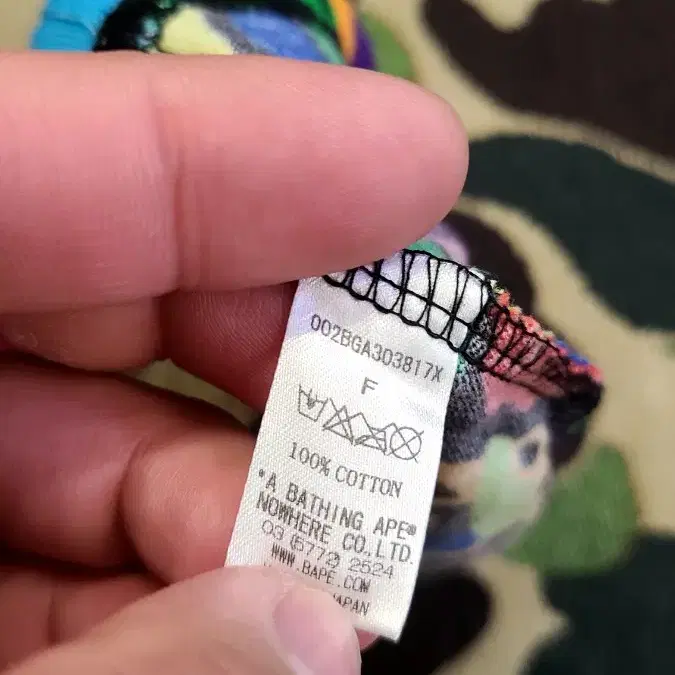 002BGA303817X
F
100% COTTON
*A BATHING APE®
NOWHERE CO.,LTD.
03 (5772) 2524
WWW.BAPE.COM
JAPAN